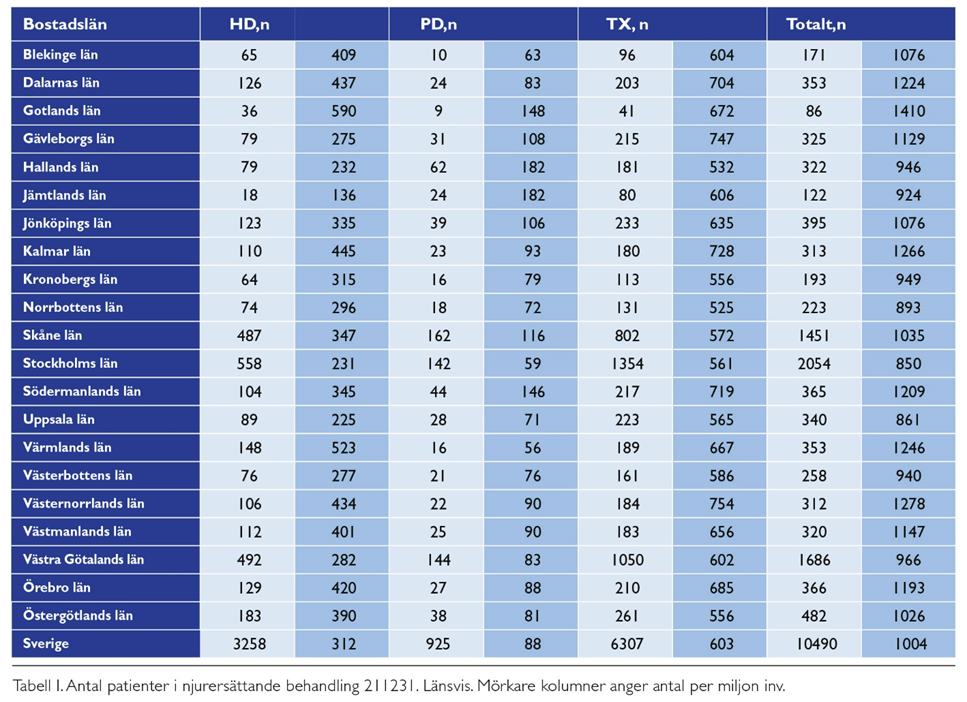 Bostadslän HD,n PD,n TX, n Totalt,n
Blekinge län 65 409 10 63 96 604 171 1076
Dalarnas län 126 437 24 83 203 704 353 1224
Gotlands län 36 590 9 148 41 672 86 1410
Gävleborgs län 79 275 31 108 215 747 325 1129
Hallands län 79 232 62 182 181 532 322 946
Jämtlands län 18 136 24 182 80 606 122 924
Jönköpings län 123 335 39 106 233 635 395 1076
Kalmar län 110 445 23 93 180 728 313 1266
Kronobergs län 64 315 16 79 113 556 193 949
Norrbottens län 74 296 18 72 131 525 223 893
Skåne län 487 347 162 116 802 572 1451 1035
Stockholms län 558 231 142 59 1354 561 2054 850
Södermanlands län 104 345 44 146 217 719 365 1209
Uppsala län 89 225 28 71 223 565 340 861
Värmlands län 148 523 16 56 189 667 353 1246
Västerbottens län 76 277 21 76 161 586 258 940
Västernorrlands län 106 434 22 90 184 754 312 1278
Västmanlands län 112 401 25 90 183 656 320 1147
Västra Götalands län 492 282 144 83 1050 602 1686 966
Örebro län 129 420 27 88 210 685 366 1193
Östergötlands län 183 390 38 81 261 556 482 1026
Sverige 3258 312 925 88 6307 603 10490 1004
Tabell I. Antal patienter i njurersättande behandling 211231. Länsvis. Mörkare kolumner anger antal per miljon inv.